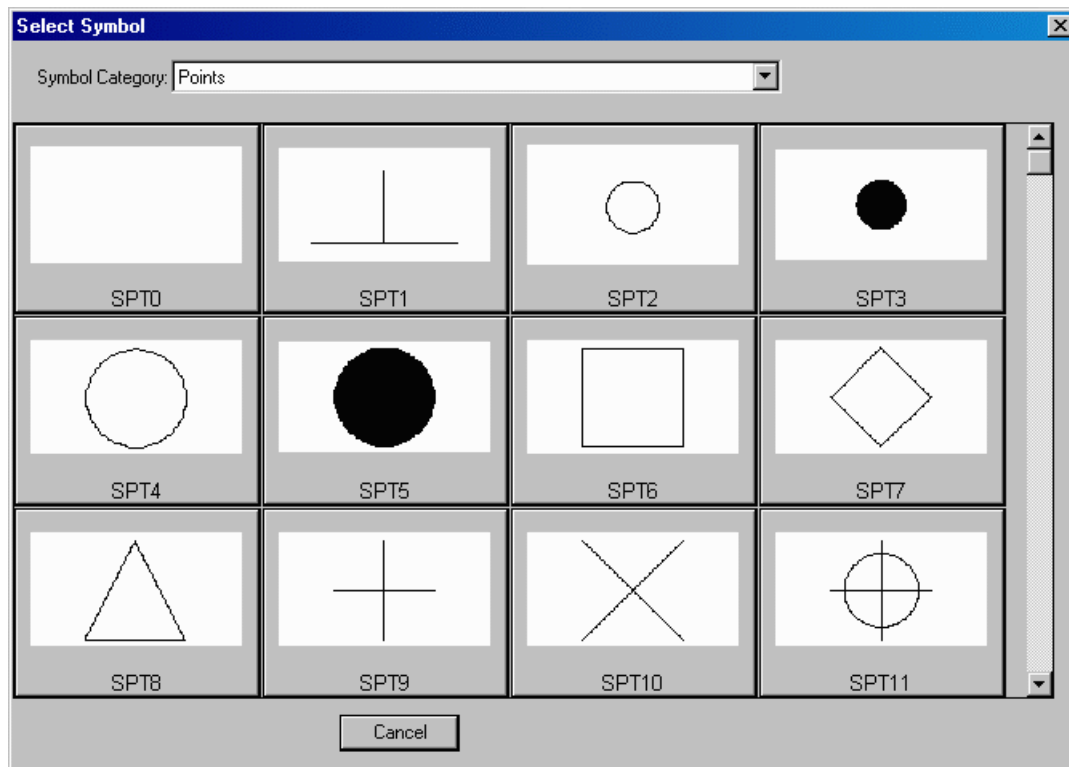 Select Symbol
Symbol Category: Points
SPT0 SPT1 SPT2 SPT3
SPT4 SPT5 SPT6 SPT7
SPT8 SPT9 SPT10 SPT11
Cancel